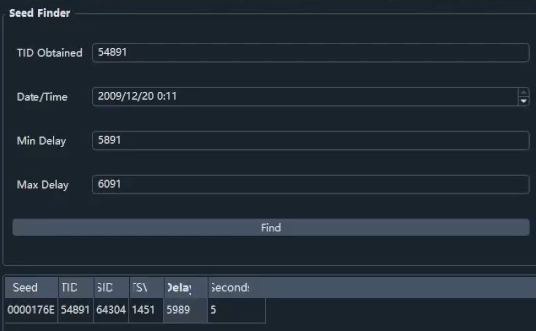 Seed Finder
TID Obtained 54891
Date/Time 2009/12/20 0:11
Min Delay 5891
Max Delay 6091
Find
Seed TID SID TSV Delay Seconds
0000176E 54891 64304 1451 5989 5